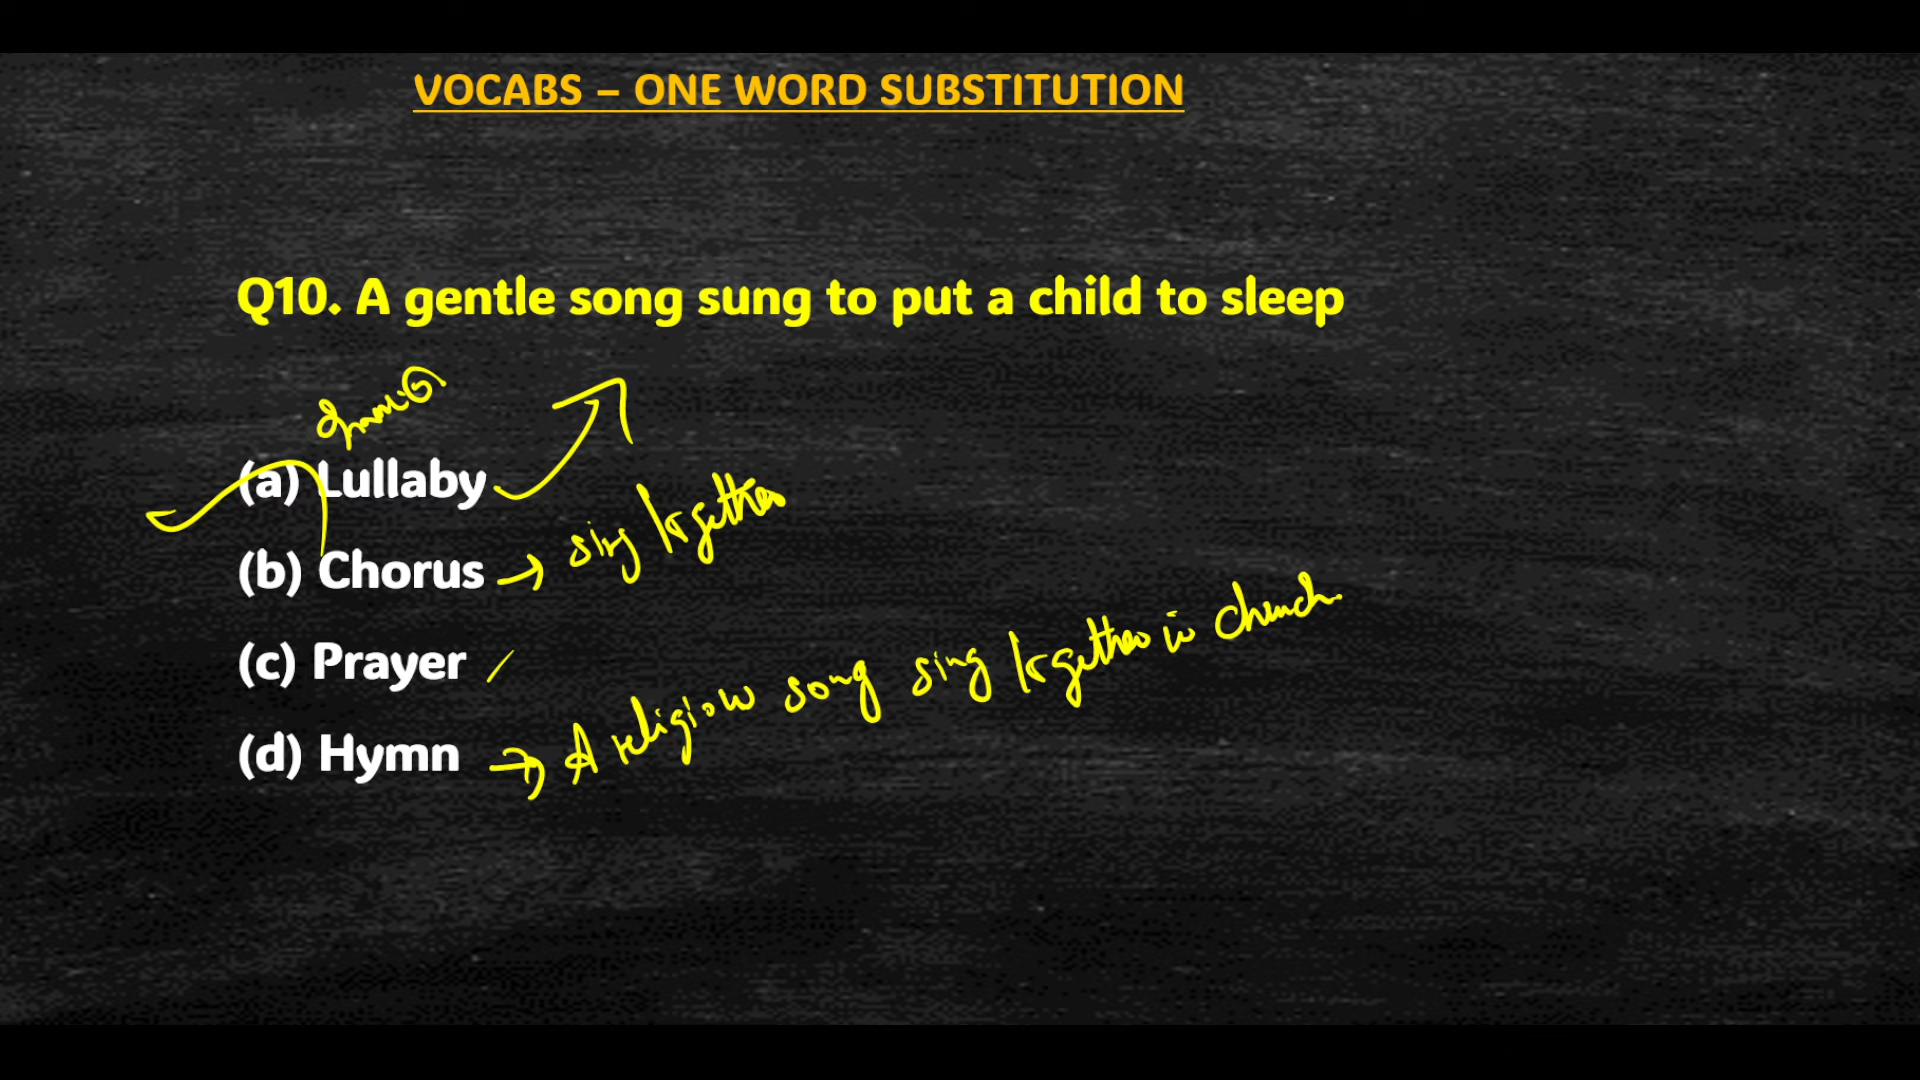 VOCABS – ONE WORD SUBSTITUTION
Q10. A gentle song sung to put a child to sleep
(a) Lullaby
(b) Chorus → sing together
(c) Prayer
(d) Hymn → A religious song sing together in church.